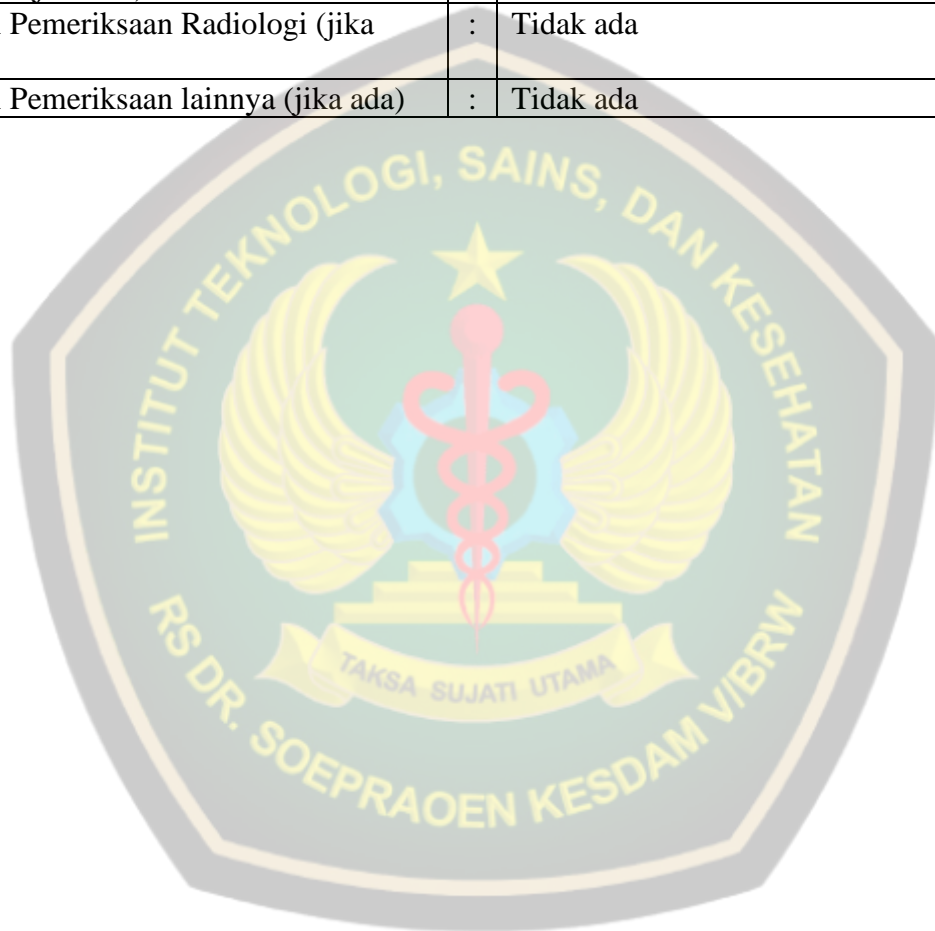 Pemeriksaan Radiologi (jika : Tidak ada
Pemeriksaan lainnya (jika ada) : Tidak ada
INSTITUT TEKNOLOGI, SAINS, DAN KESEHATAN
TAKSA SUJATI UTAMA
RS DR. SOEPRAOEN KESDAM V/BRW